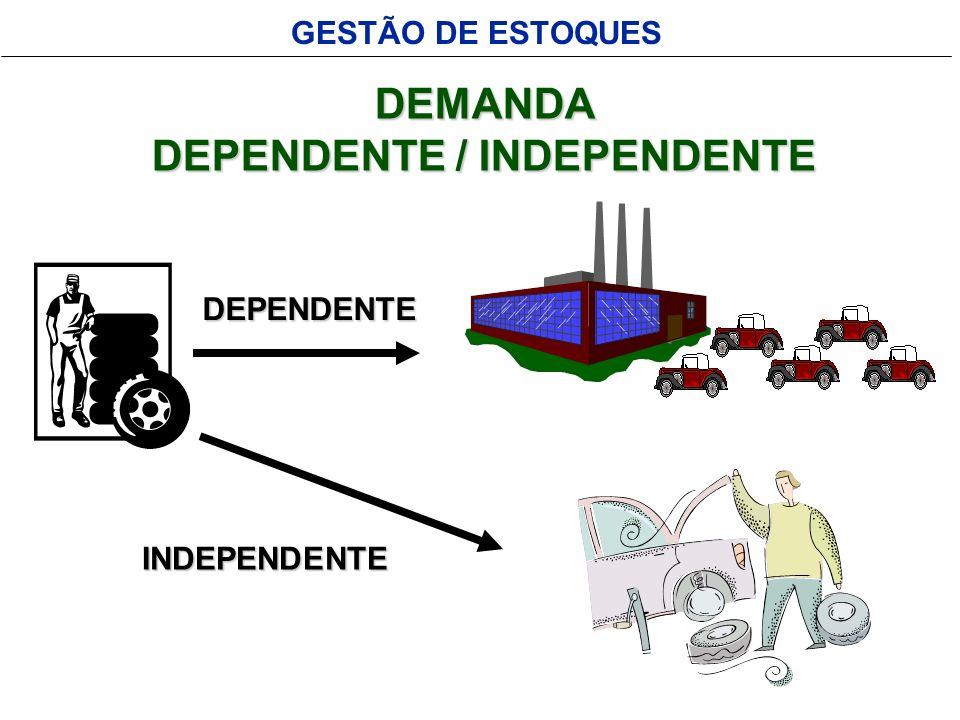 GESTÃO DE ESTOQUES
DEMANDA
DEPENDENTE / INDEPENDENTE
DEPENDENTE
INDEPENDENTE